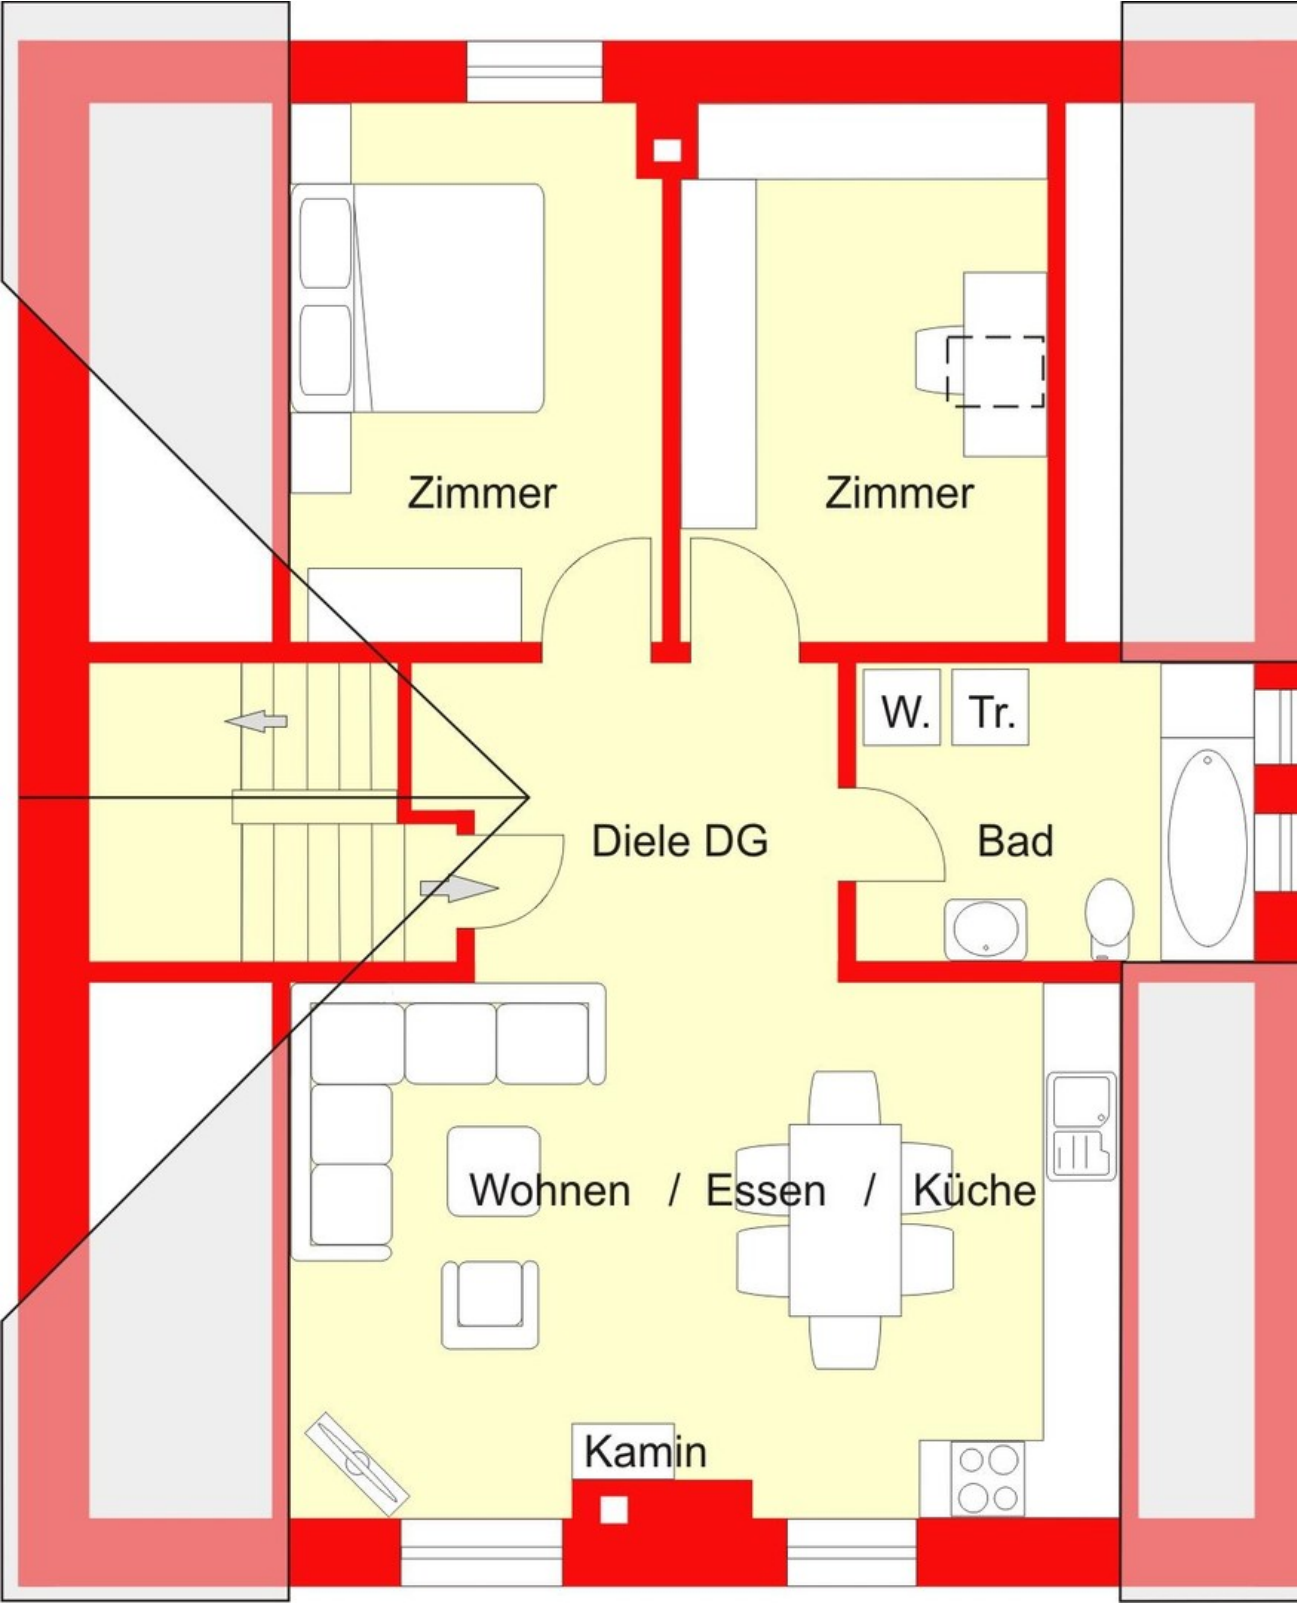 Zimmer
Zimmer
W. Tr.
Diele DG
Bad
Wohnen / Essen / Küche
Kamin